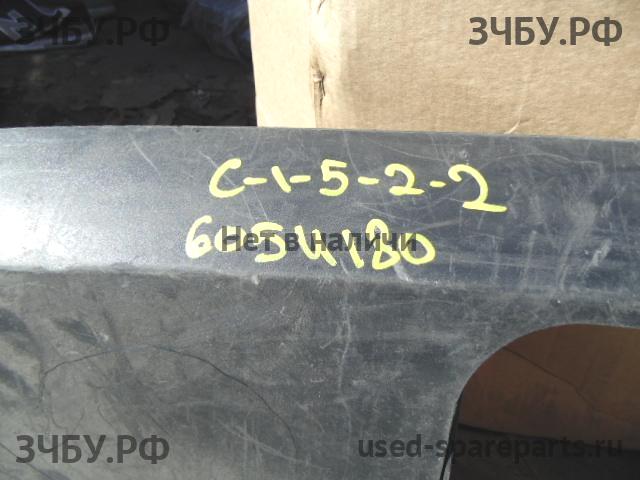 ЗЧБУ.РФ ЗЧБУ.РФ
C-1-5-2-2
Нет в наличи
ЗЧБУ.РФ used-spareparts.ru